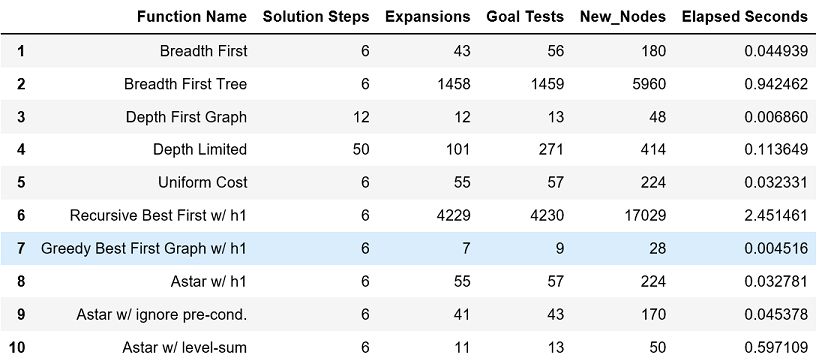 Function Name Solution Steps Expansions Goal Tests New_Nodes Elapsed Seconds
1 Breadth First 6 43 56 180 0.044939
2 Breadth First Tree 6 1458 1459 5960 0.942462
3 Depth First Graph 12 12 13 48 0.006860
4 Depth Limited 50 101 271 414 0.113649
5 Uniform Cost 6 55 57 224 0.032331
6 Recursive Best First w/ h1 6 4229 4230 17029 2.451461
7 Greedy Best First Graph w/ h1 6 7 9 28 0.004516
8 Astar w/ h1 6 55 57 224 0.032781
9 Astar w/ ignore pre-cond. 6 41 43 170 0.045378
10 Astar w/ level-sum 6 11 13 50 0.597109